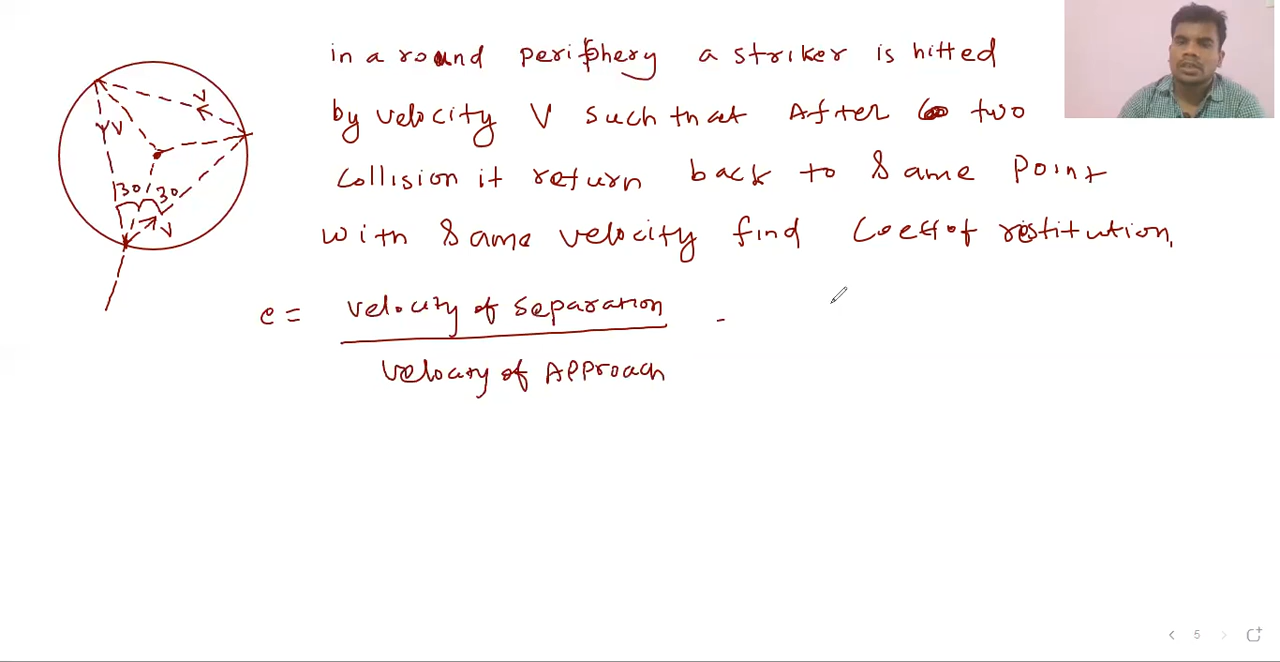 in a round periphery a striker is hitted
by velocity V such that After two
collision it return back to same point
with same velocity find Coeff of restitution,
e = velocity of separation -
velocity of Approach
V
V
30 30
V
5